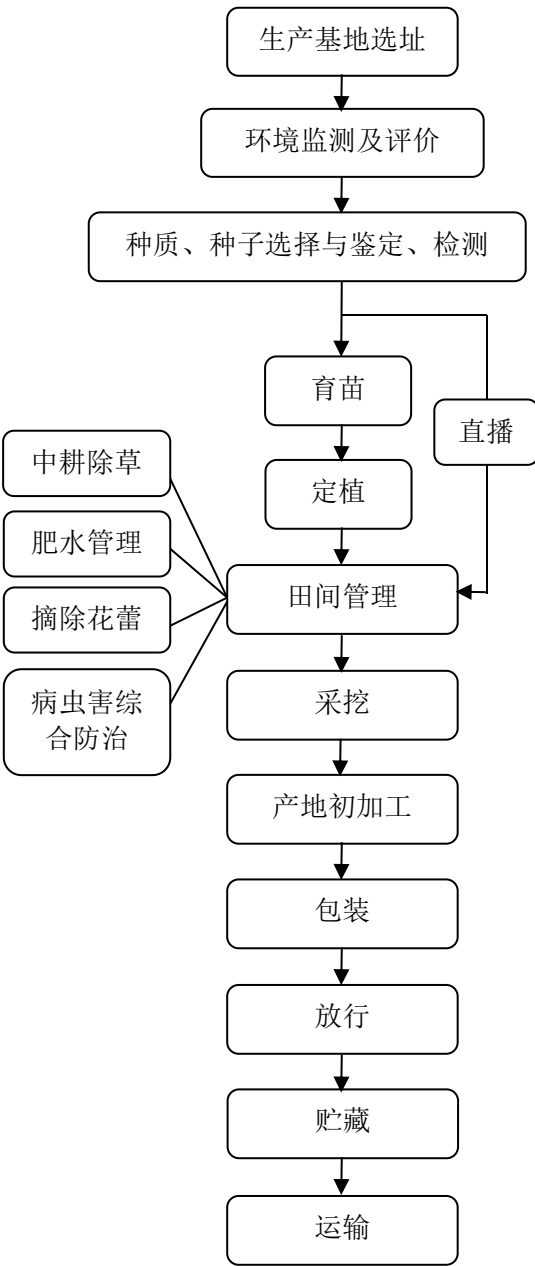 生产基地选址
环境监测及评价
种质、种子选择与鉴定、检测
育苗
直播
定植
中耕除草
肥水管理
摘除花蕾
病虫害综
合防治
田间管理
采挖
产地初加工
包装
放行
贮藏
运输